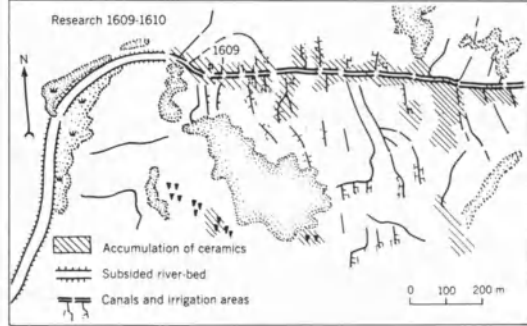 Research 1609-1610
1609
N
Accumulation of ceramics
Subsided river-bed
Canals and irrigation areas
0 100 200 m